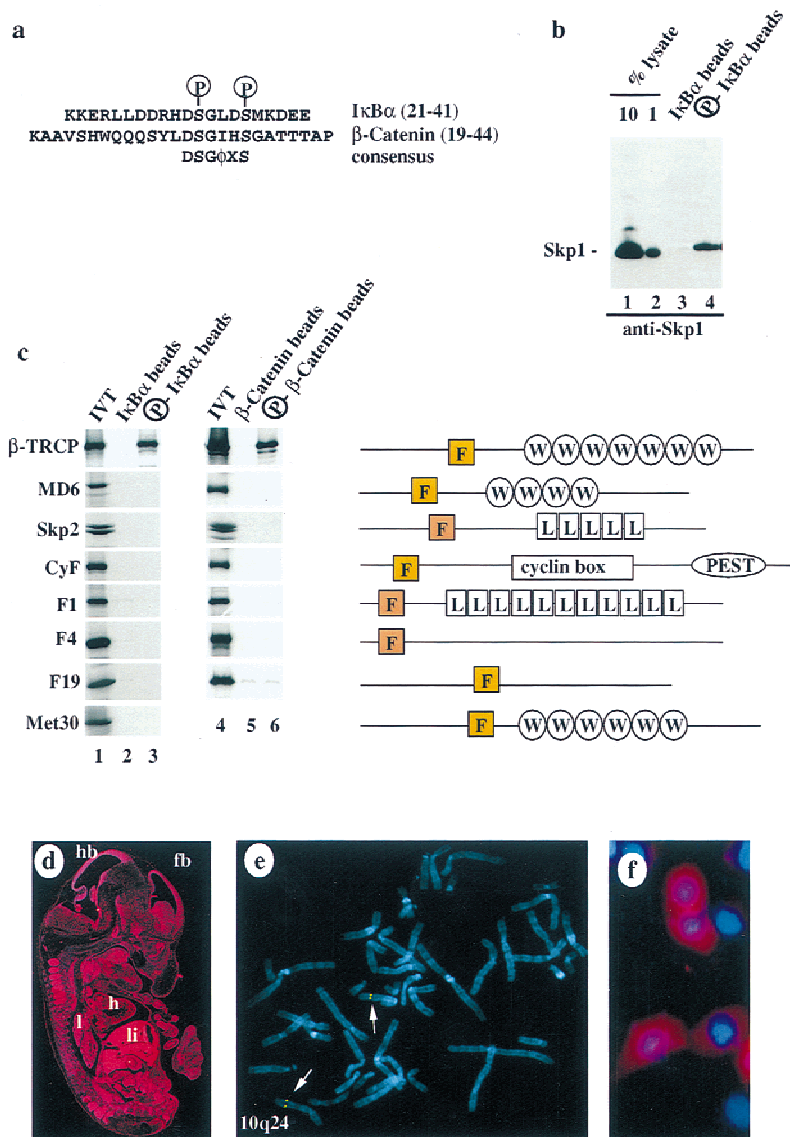 a
P P
KKERLLDDRHDSGLDSMKDEE IκBα (21-41)
KAAVSHWQQQSYLDSGIHSGATTTAP β-Catenin (19-44)
DSGϕXS consensus
b
% lysate
10 1 IκBα beads P- IκBα beads
Skp1 -
1 2 3 4
anti-Skp1
c
IVT IκBα beads P- IκBα beads IVT β-Catenin beads P- β-Catenin beads
β-TRCP F W W W W W W W
MD6 F W W W W
Skp2 F L L L L L
CyF F cyclin box PEST
F1 F L L L L L L L L L L
F4 F
F19 F
Met30 F W W W W W W
1 2 3 4 5 6
d hb fb
h
l li
e
10q24
f